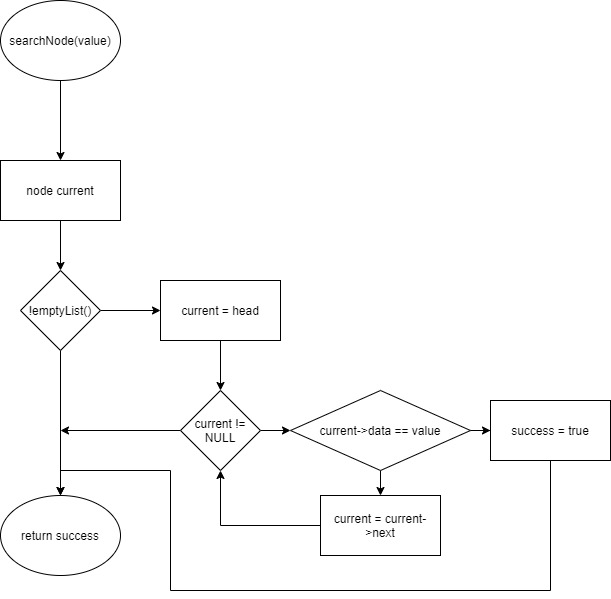 searchNode(value)
node current
!emptyList()
current = head
current !=
NULL
current->data == value
success = true
current = current-
>next
return success